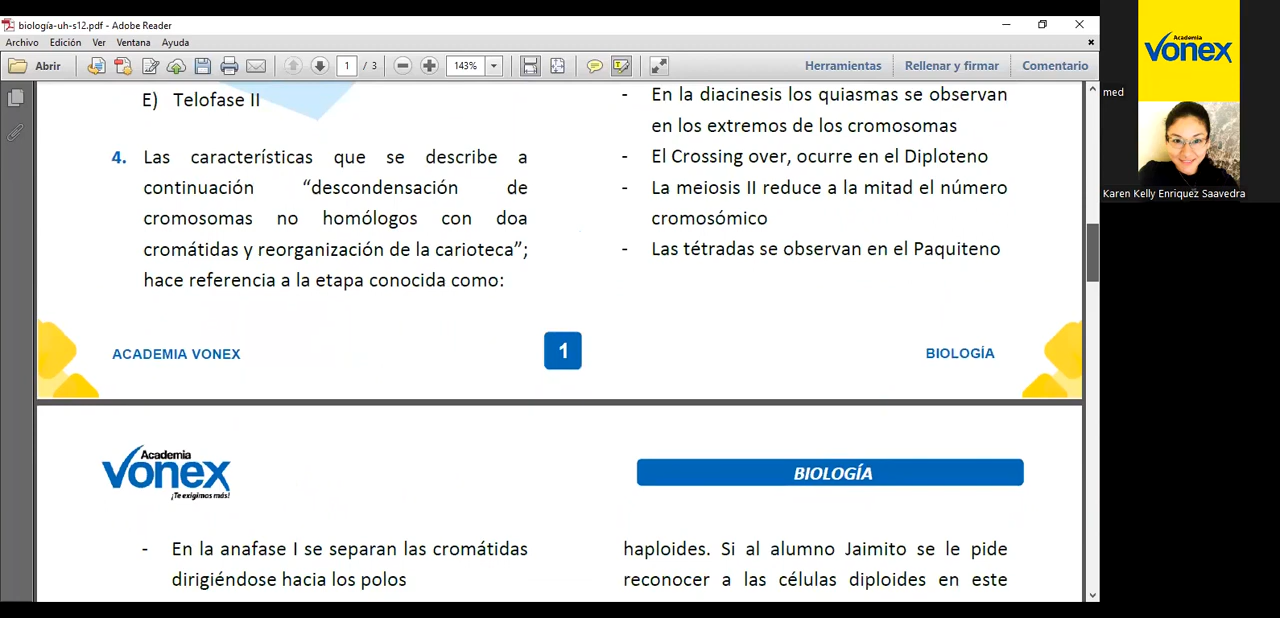 biología-uh-s12.pdf - Adobe Reader
Archivo Edición Ver Ventana Ayuda
Abrir
1 / 3
143%
Herramientas
Rellenar y firmar
Comentario
E) Telofase II
4. Las características que se describe a
continuación “descondensación de
cromosomas no homólogos con doa
cromátidas y reorganización de la carioteca”;
hace referencia a la etapa conocida como:
- En la diacinesis los quiasmas se observan
en los extremos de los cromosomas
- El Crossing over, ocurre en el Diploteno
- La meiosis II reduce a la mitad el número
cromosómico
- Las tétradas se observan en el Paquiteno
ACADEMIA VONEX
1
BIOLOGÍA
Academia
vonex
¡Te exigimos más!
BIOLOGÍA
- En la anafase I se separan las cromátidas
dirigiéndose hacia los polos
haploides. Si al alumno Jaimito se le pide
reconocer a las células diploides en este
Academia
vonex
med
Karen Kelly Enriquez Saavedra